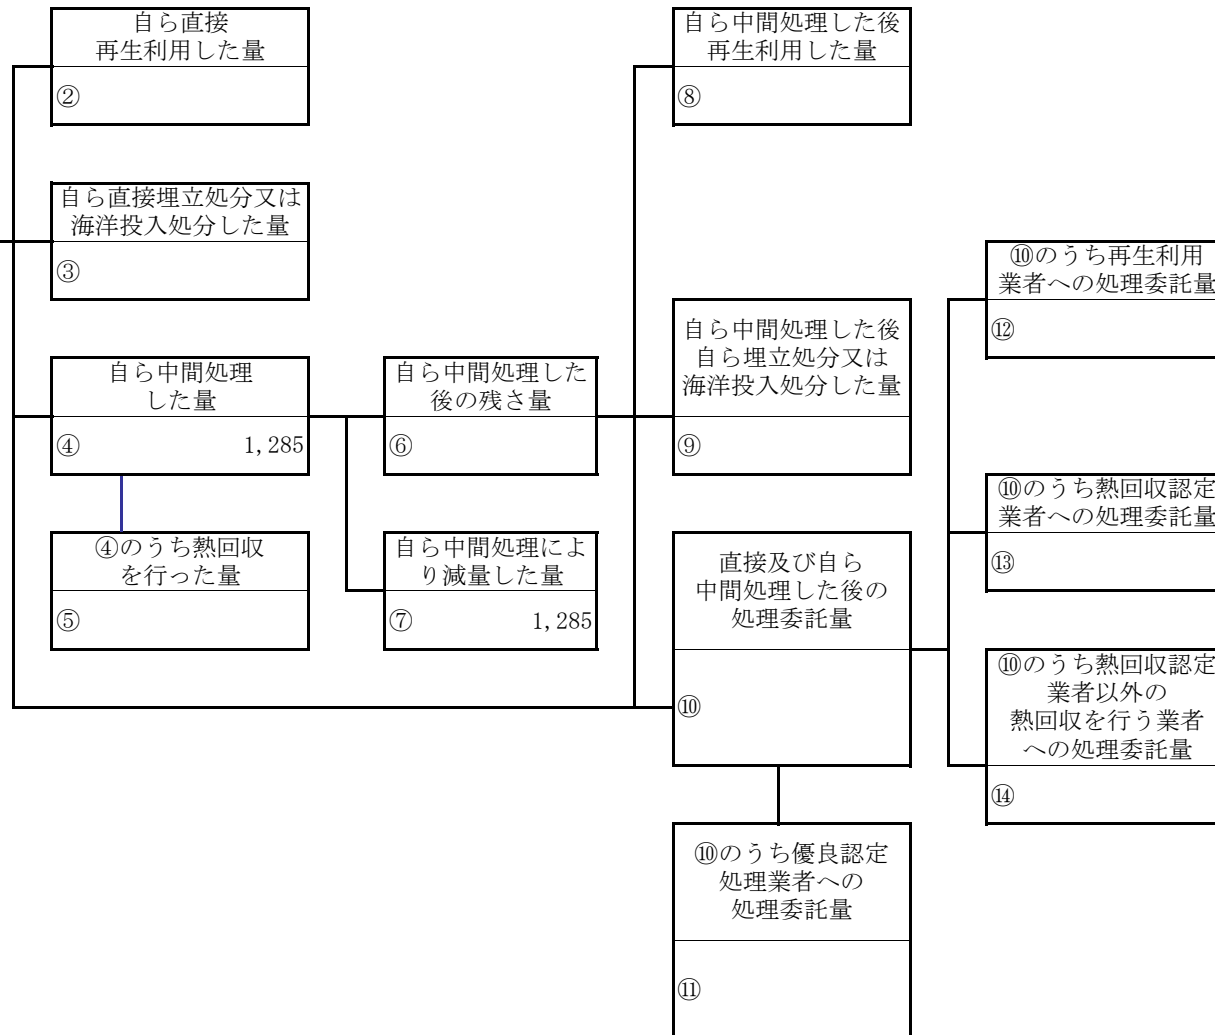 自ら直接
再生利用した量
②
自ら直接埋立処分又は
海洋投入処分した量
③
自ら中間処理
した量
④ 1,285
④のうち熱回収
を行った量
⑤
自ら中間処理した
後の残さ量
⑥
自ら中間処理によ
り減量した量
⑦ 1,285
自ら中間処理した後
再生利用した量
⑧
自ら中間処理した後
自ら埋立処分又は
海洋投入処分した量
⑨
直接及び自ら
中間処理した後の
処理委託量
⑩
⑩のうち優良認定
処理業者への
処理委託量
⑪
⑩のうち再生利用
業者への処理委託量
⑫
⑩のうち熱回収認定
業者への処理委託量
⑬
⑩のうち熱回収認定
業者以外の
熱回収を行う業者
への処理委託量
⑭